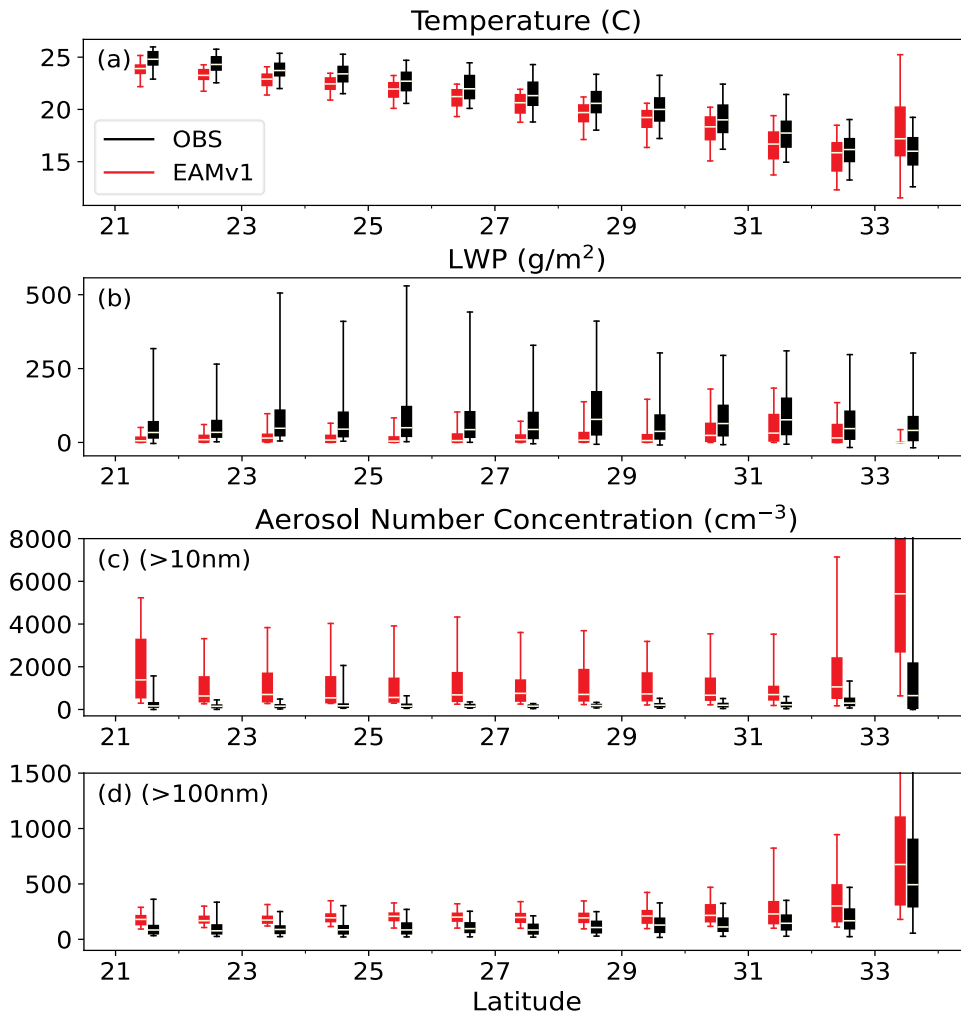 Temperature (C)
(a)
25
20
15
OBS
EAMv1
21 23 25 27 29 31 33
LWP (g/m²)
(b)
500
250
0
21 23 25 27 29 31 33
Aerosol Number Concentration (cm⁻³)
(c) (>10nm)
8000
6000
4000
2000
0
21 23 25 27 29 31 33
(d) (>100nm)
1500
1000
500
0
21 23 25 27 29 31 33
Latitude